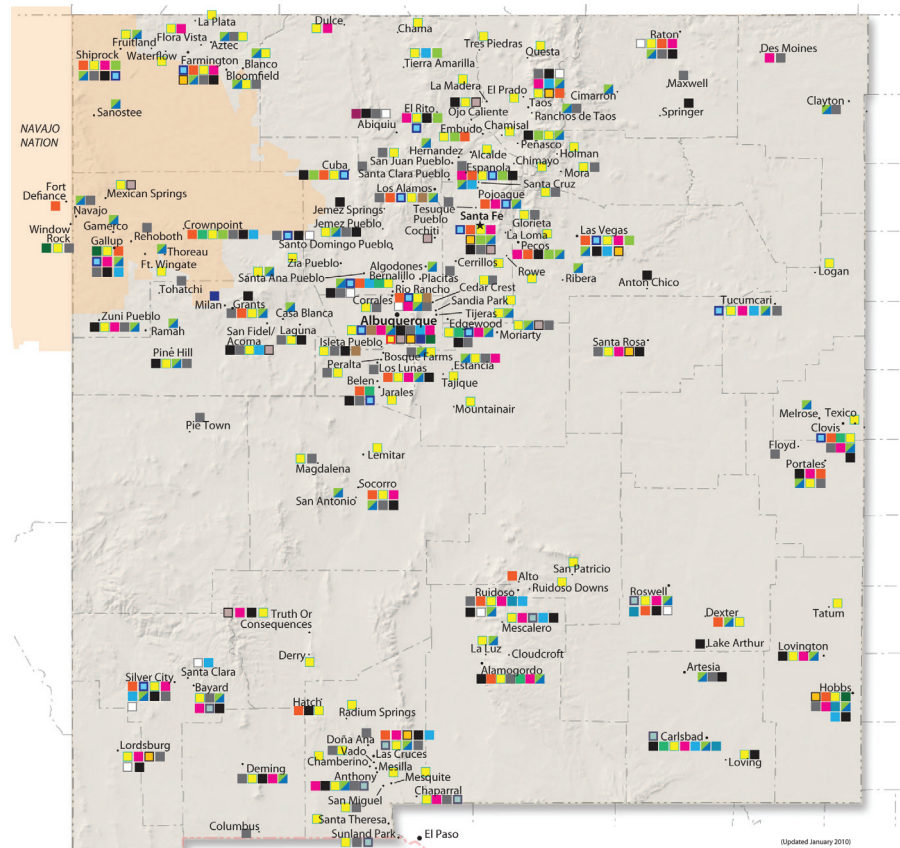 La Plata
Dulce
Chama
Raton
Fruitland
Flora Vista
Aztec
Tres Piedras
Questa
Des Moines
Shiprock
Waterflow
Farmington
Blanco
Bloomfield
Tierra Amarilla
Maxwell
La Madera
El Prado
Taos
Cimarron
Springer
Clayton
Sanostee
El Rito
Ojo Caliente
Ranchos de Taos
Abiquiu
Embudo
Chamisal
Peñasco
NAVAJO
NATION
Hernandez
Alcalde
Holman
Cuba
San Juan Pueblo
Espanola
Chimayo
Mora
Santa Clara Pueblo
Santa Cruz
Fort
Defiance
Mexican Springs
Los Alamos
Pojoaque
Navajo
Jemez Springs
Tesuque
Pueblo
Santa Fé
Glorieta
Gamerco
Rehoboth
Crownpoint
Jemez Pueblo
Cochiti
La Loma
Las Vegas
Window
Rock
Gallup
Thoreau
Santo Domingo Pueblo
Pecos
Ft. Wingate
Zia Pueblo
Cerrillos
Rowe
Ribera
Anton Chico
Logan
Tohatchi
Santa Ana Pueblo
Algodones
Bernalillo
Placitas
Milan
Grants
Rio Rancho
Cedar Crest
Corrales
Sandia Park
Tucumcari
Casa Blanca
Albuquerque
Tijeras
Zuni Pueblo
Ramah
San Fidel/
Acoma
Laguna
Edgewood
Moriarty
Isleta Pueblo
Santa Rosa
Pine Hill
Bosque Farms
Peralta
Los Lunas
Estancia
Belen
Tajique
Jarales
Mountainair
Pie Town
Melrose
Texico
Clovis
Floyd
Lemitar
Magdalena
Portales
Socorro
San Antonio
San Patricio
Alto
Ruidoso
Ruidoso Downs
Roswell
Mescalero
Dexter
Tatum
Truth Or
Consequences
La Luz
Cloudcroft
Lake Arthur
Lovington
Derry
Santa Clara
Alamogordo
Artesia
Silver City
Bayard
Hobbs
Hatch
Radium Springs
Doña Ana
Carlsbad
Lordsburg
Vado
Las Cruces
Loving
Chamberino
Mesilla
Deming
Anthony
Mesquite
San Miguel
Chaparral
Santa Theresa
Columbus
Sunland Park
El Paso
(Updated January 2010)